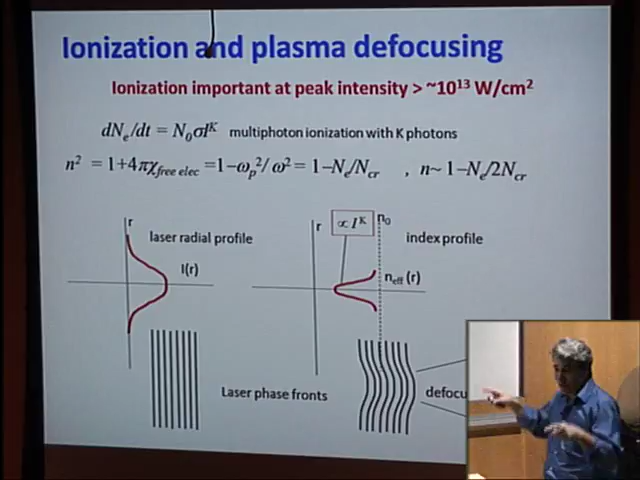 Ionization and plasma defocusing
Ionization important at peak intensity > ~10¹³ W/cm²
dNₑ/dt = N₀σIᴷ multiphoton ionization with K photons
n² = 1+4πχ_free elec =1−ωₚ²/ω² = 1−Nₑ/N_cr , n~ 1−Nₑ/2N_cr
r
laser radial profile
I(r)
r
∝ Iᴷ
n₀
index profile
n_eff (r)
Laser phase fronts